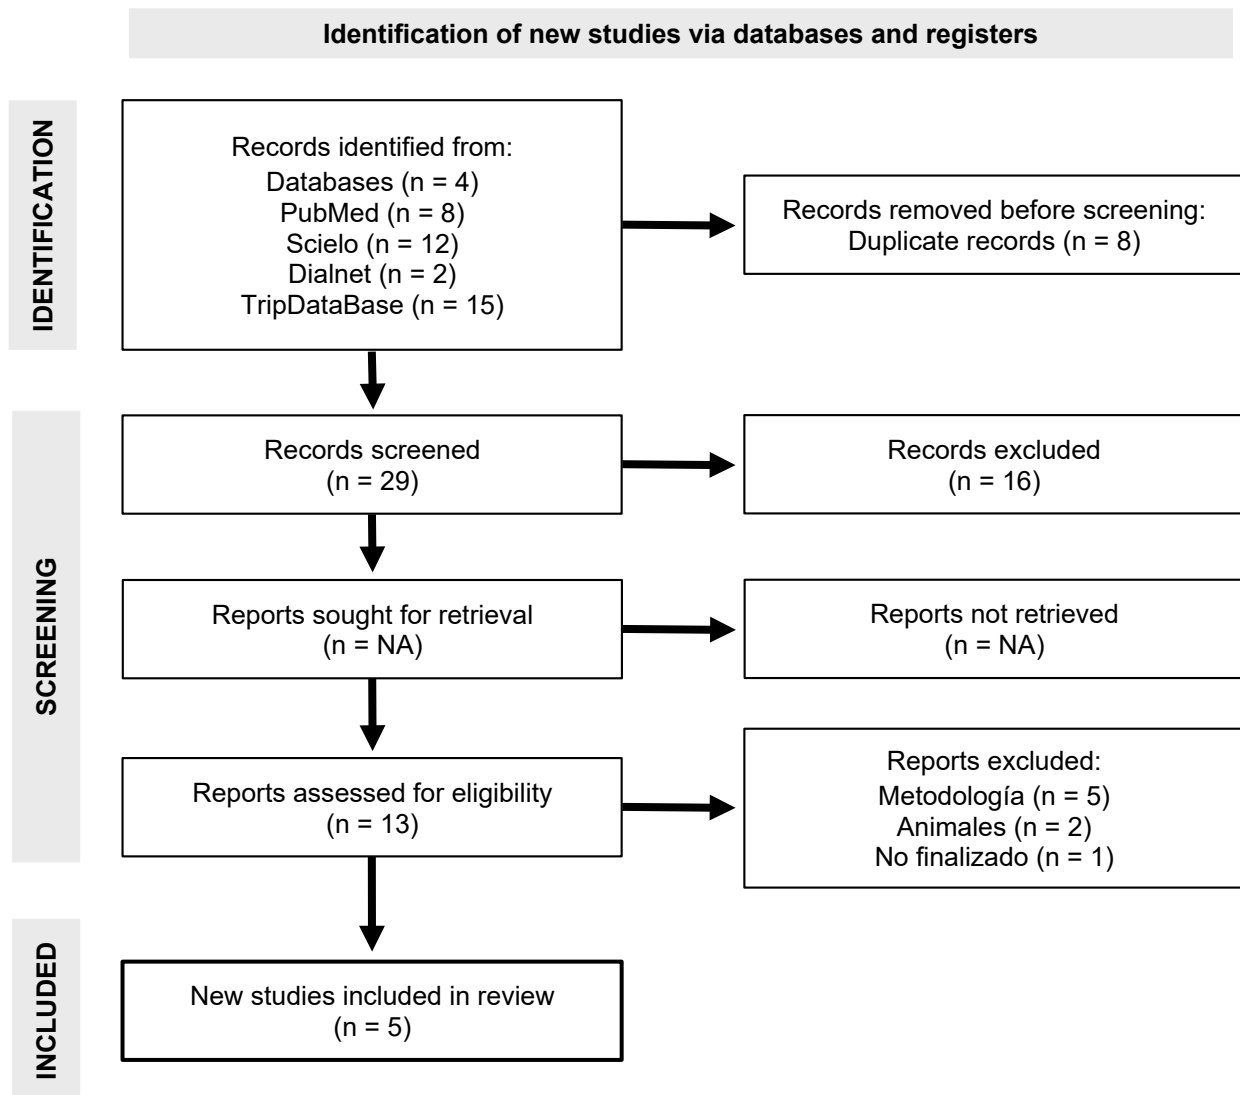 Identification of new studies via databases and registers
IDENTIFICATION
Records identified from:
Databases (n = 4)
PubMed (n = 8)
Scielo (n = 12)
Dialnet (n = 2)
TripDataBase (n = 15)
Records removed before screening:
Duplicate records (n = 8)
SCREENING
Records screened
(n = 29)
Records excluded
(n = 16)
Reports sought for retrieval
(n = NA)
Reports not retrieved
(n = NA)
Reports assessed for eligibility
(n = 13)
Reports excluded:
Metodología (n = 5)
Animales (n = 2)
No finalizado (n = 1)
INCLUDED
New studies included in review
(n = 5)